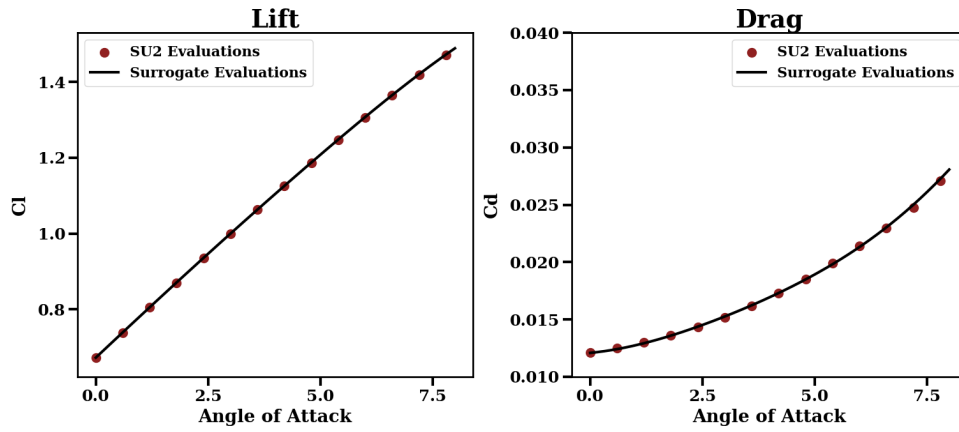 Lift
SU2 Evaluations
Surrogate Evaluations
1.4
1.2
1.0
0.8
Cl
0.0 2.5 5.0 7.5
Angle of Attack
Drag
SU2 Evaluations
Surrogate Evaluations
0.040
0.035
0.030
0.025
0.020
0.015
0.010
Cd
0.0 2.5 5.0 7.5
Angle of Attack